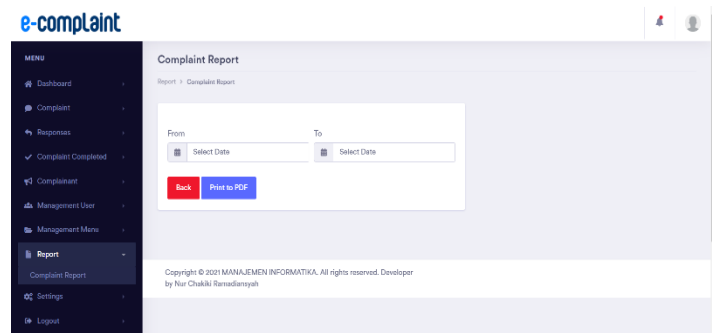 e-complaint
MENU
Dashboard
Complaint
Responses
Complaint Completed
Complainant
Management User
Management Menu
Report
Complaint Report
Settings
Logout
Complaint Report
Report > Complaint Report
From To
Select Date Select Date
Back Print to PDF
Copyright © 2021 MANAJEMEN INFORMATIKA. All rights reserved. Developer
by Nur Chakiki Ramadiansyah